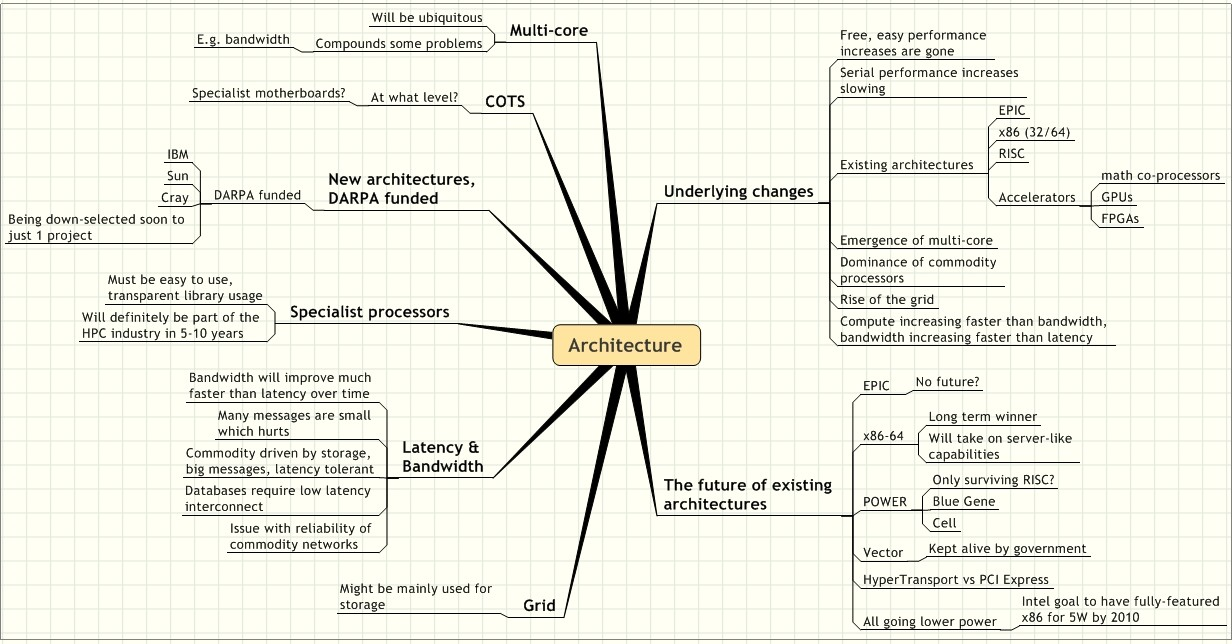 Architecture
Multi-core
Will be ubiquitous
Compounds some problems
E.g. bandwidth
COTS
At what level?
Specialist motherboards?
New architectures,
DARPA funded
DARPA funded
IBM
Sun
Cray
Being down-selected soon to
just 1 project
Specialist processors
Must be easy to use,
transparent library usage
Will definitely be part of the
HPC industry in 5-10 years
Latency &
Bandwidth
Bandwidth will improve much
faster than latency over time
Many messages are small
which hurts
Commodity driven by storage,
big messages, latency tolerant
Databases require low latency
interconnect
Issue with reliability of
commodity networks
Grid
Might be mainly used for
storage
Underlying changes
Free, easy performance
increases are gone
Serial performance increases
slowing
Existing architectures
EPIC
x86 (32/64)
RISC
Accelerators
math co-processors
GPUs
FPGAs
Emergence of multi-core
Dominance of commodity
processors
Rise of the grid
Compute increasing faster than bandwidth,
bandwidth increasing faster than latency
The future of existing
architectures
EPIC
No future?
x86-64
Long term winner
Will take on server-like
capabilities
POWER
Only surviving RISC?
Blue Gene
Cell
Vector
Kept alive by government
HyperTransport vs PCI Express
All going lower power
Intel goal to have fully-featured
x86 for 5W by 2010